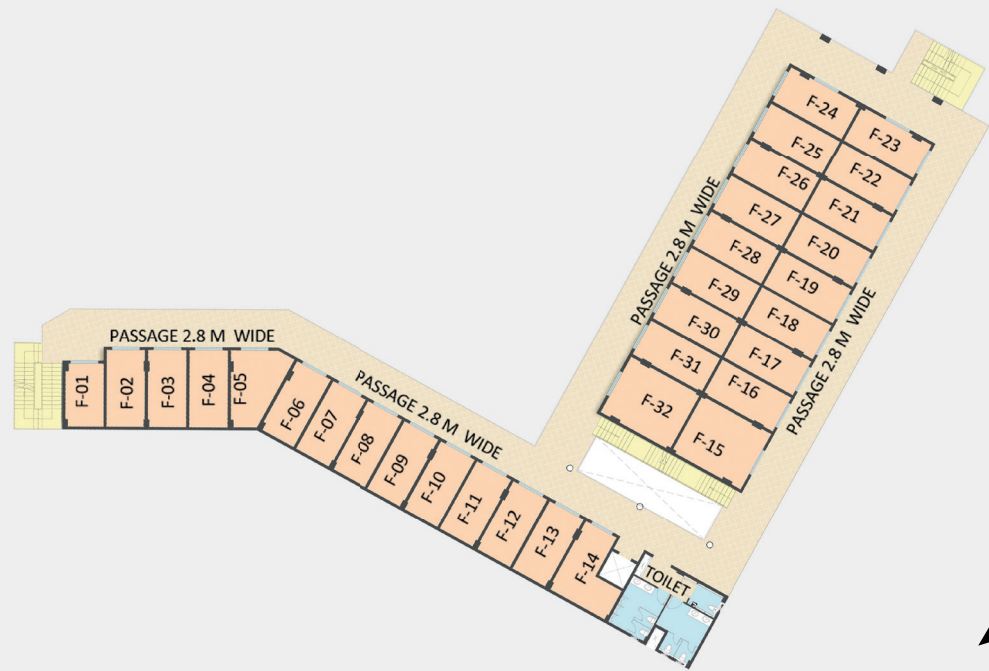 F-24
F-23
F-25
F-22
F-26
F-21
F-27
F-20
F-28
F-19
F-29
F-18
F-30
F-17
F-31
F-16
F-32
F-15
PASSAGE 2.8 M WIDE
PASSAGE 2.8 M WIDE
PASSAGE 2.8 M WIDE
PASSAGE 2.8 M WIDE
F-01
F-02
F-03
F-04
F-05
F-06
F-07
F-08
F-09
F-10
F-11
F-12
F-13
F-14
TOILET